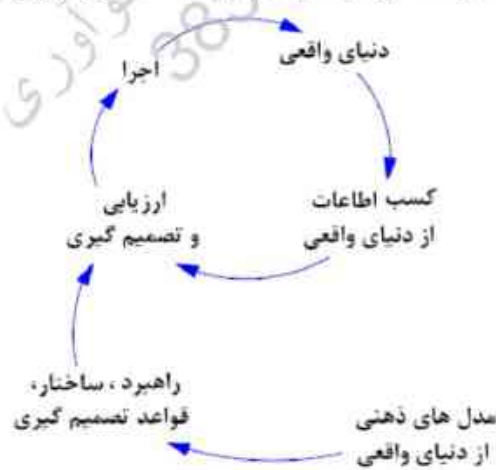 دنیای واقعی
اجرا
کسب اطاعات
از دنیای واقعی
ارزیابی
و تصمیم گیری
راهبرد ، ساختار،
قواعد تصمیم گیری
مدل های ذهنی
از دنیای واقعی